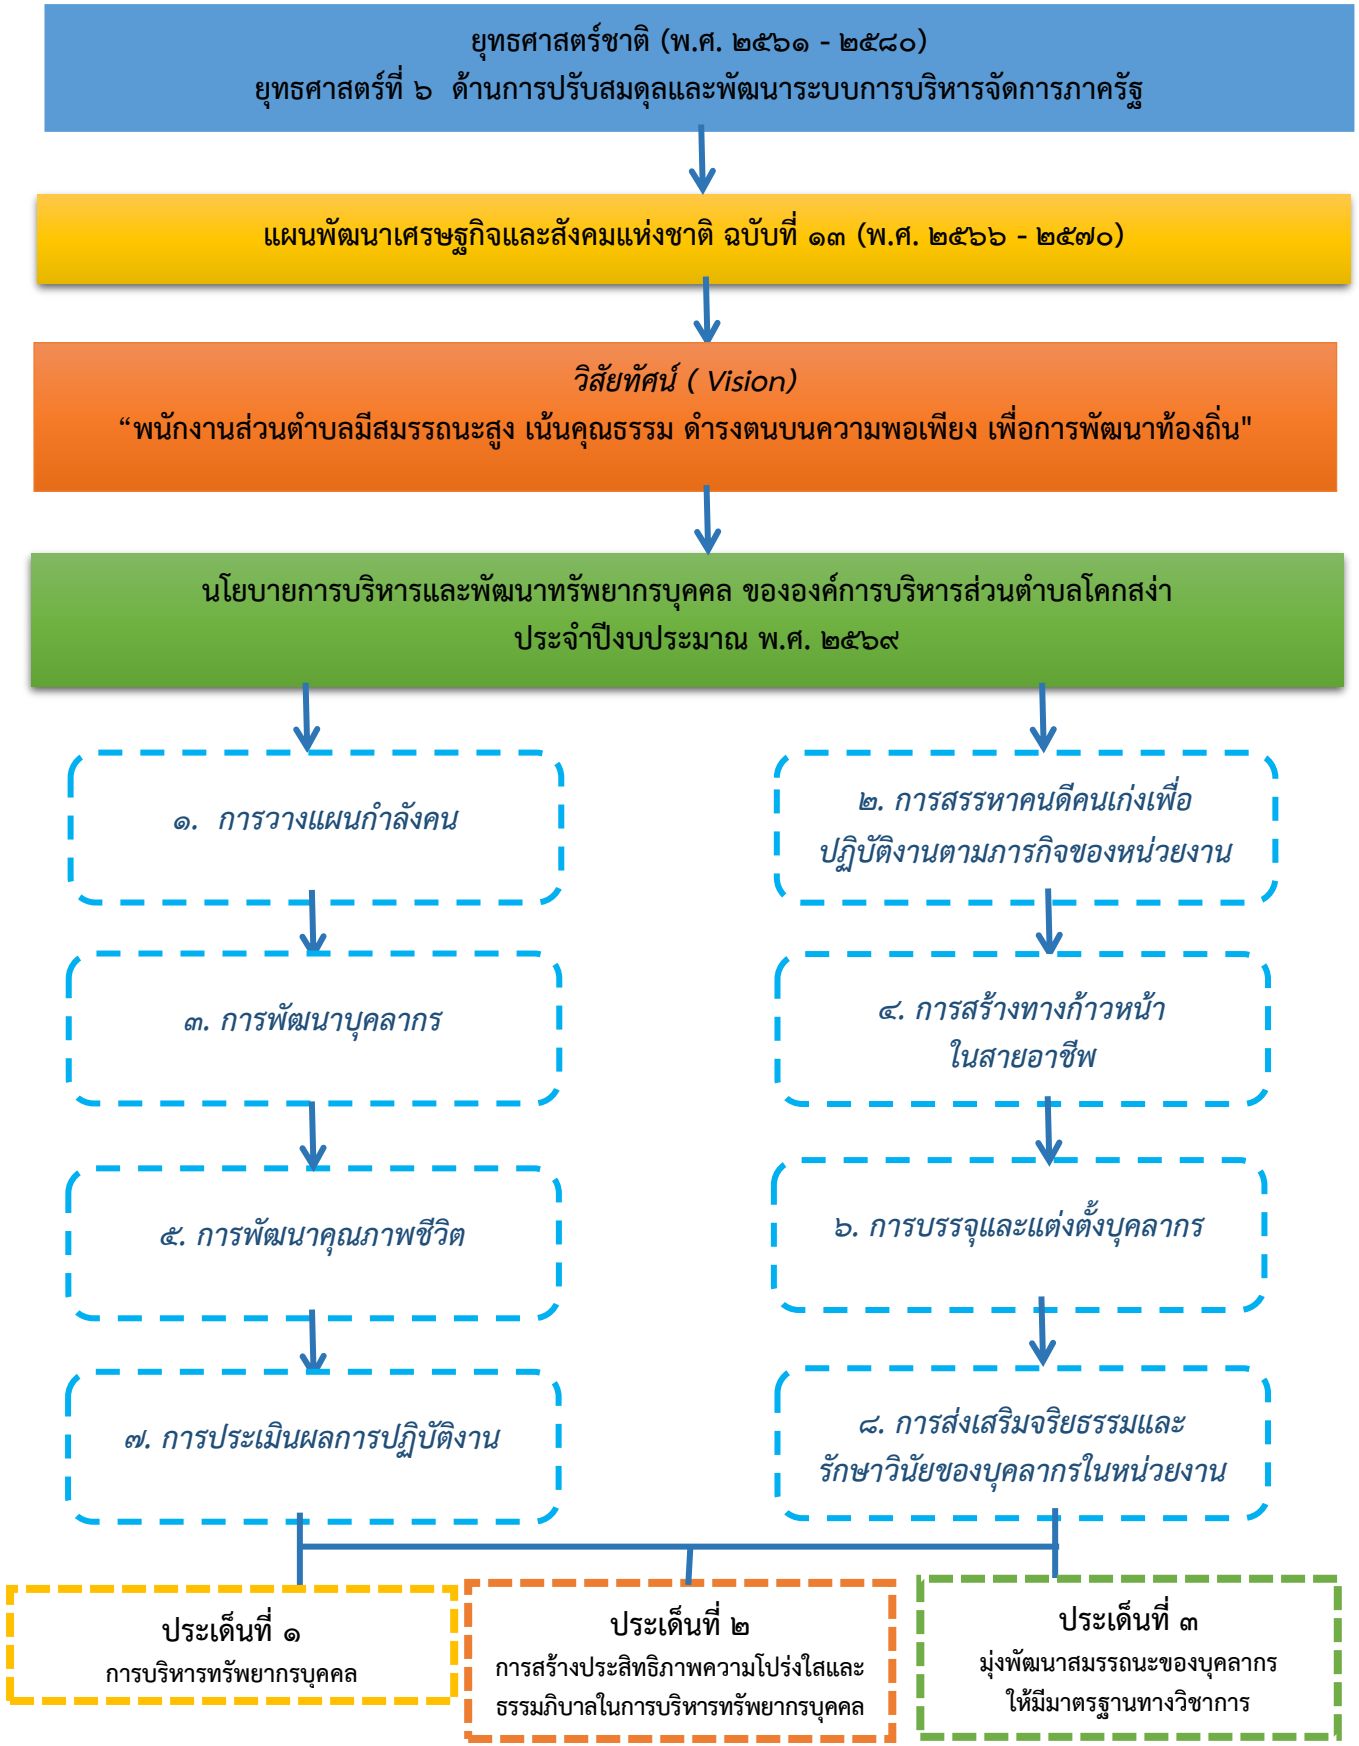 ยุทธศาสตร์ชาติ (พ.ศ. ๒๕๖๑ - ๒๕๘๐)
ยุทธศาสตร์ที่ ๖ ด้านการปรับสมดุลและพัฒนาระบบการบริหารจัดการภาครัฐ
แผนพัฒนาเศรษฐกิจและสังคมแห่งชาติ ฉบับที่ ๑๓ (พ.ศ. ๒๕๖๖ - ๒๕๗๐)
วิสัยทัศน์ ( Vision)
“พนักงานส่วนตำบลมีสมรรถนะสูง เน้นคุณธรรม ดำรงตนบนความพอเพียง เพื่อการพัฒนาท้องถิ่น"
นโยบายการบริหารและพัฒนาทรัพยากรบุคคล ขององค์การบริหารส่วนตำบลโคกสง่า
ประจำปีงบประมาณ พ.ศ. ๒๕๖๙
๑. การวางแผนกำลังคน
๒. การสรรหาคนดีคนเก่งเพื่อ
ปฏิบัติงานตามภารกิจของหน่วยงาน
๓. การพัฒนาบุคลากร
๔. การสร้างทางก้าวหน้า
ในสายอาชีพ
๕. การพัฒนาคุณภาพชีวิต
๖. การบรรจุและแต่งตั้งบุคลากร
๗. การประเมินผลการปฏิบัติงาน
๘. การส่งเสริมจริยธรรมและ
รักษาวินัยของบุคลากรในหน่วยงาน
ประเด็นที่ ๑
การบริหารทรัพยากรบุคคล
ประเด็นที่ ๒
การสร้างประสิทธิภาพความโปร่งใสและ
ธรรมภิบาลในการบริหารทรัพยากรบุคคล
ประเด็นที่ ๓
มุ่งพัฒนาสมรรถนะของบุคลากร
ให้มีมาตรฐานทางวิชาการ